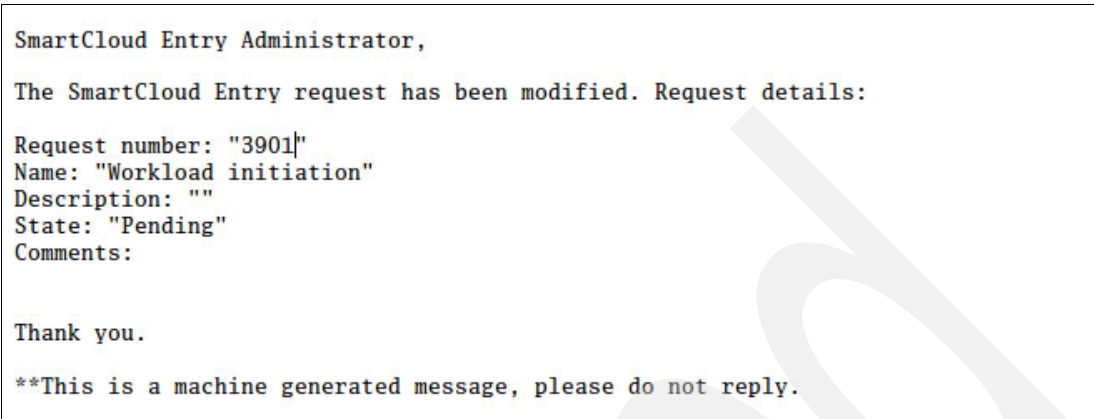 SmartCloud Entry Administrator,
The SmartCloud Entry request has been modified. Request details:
Request number: "3901"
Name: "Workload initiation"
Description: ""
State: "Pending"
Comments:
Thank you.
**This is a machine generated message, please do not reply.